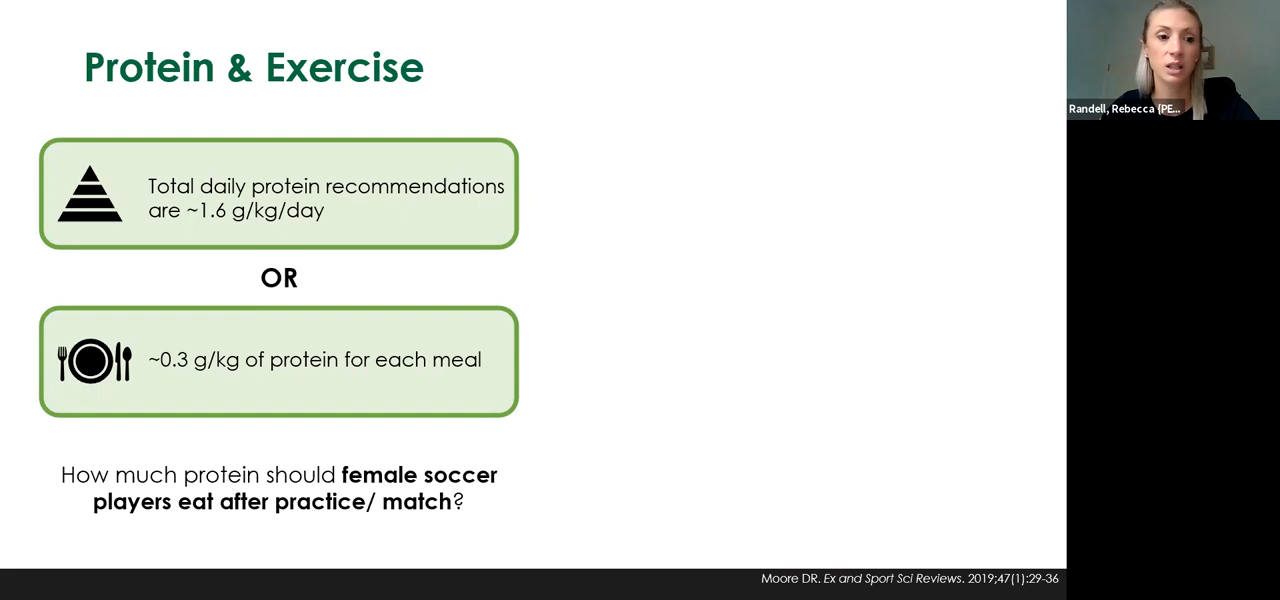 Protein & Exercise
Total daily protein recommendations
are ~1.6 g/kg/day
OR
~0.3 g/kg of protein for each meal
How much protein should female soccer
players eat after practice/ match?
Moore DR. Ex and Sport Sci Reviews. 2019;47(1):29-36
Randell, Rebecca {PE...